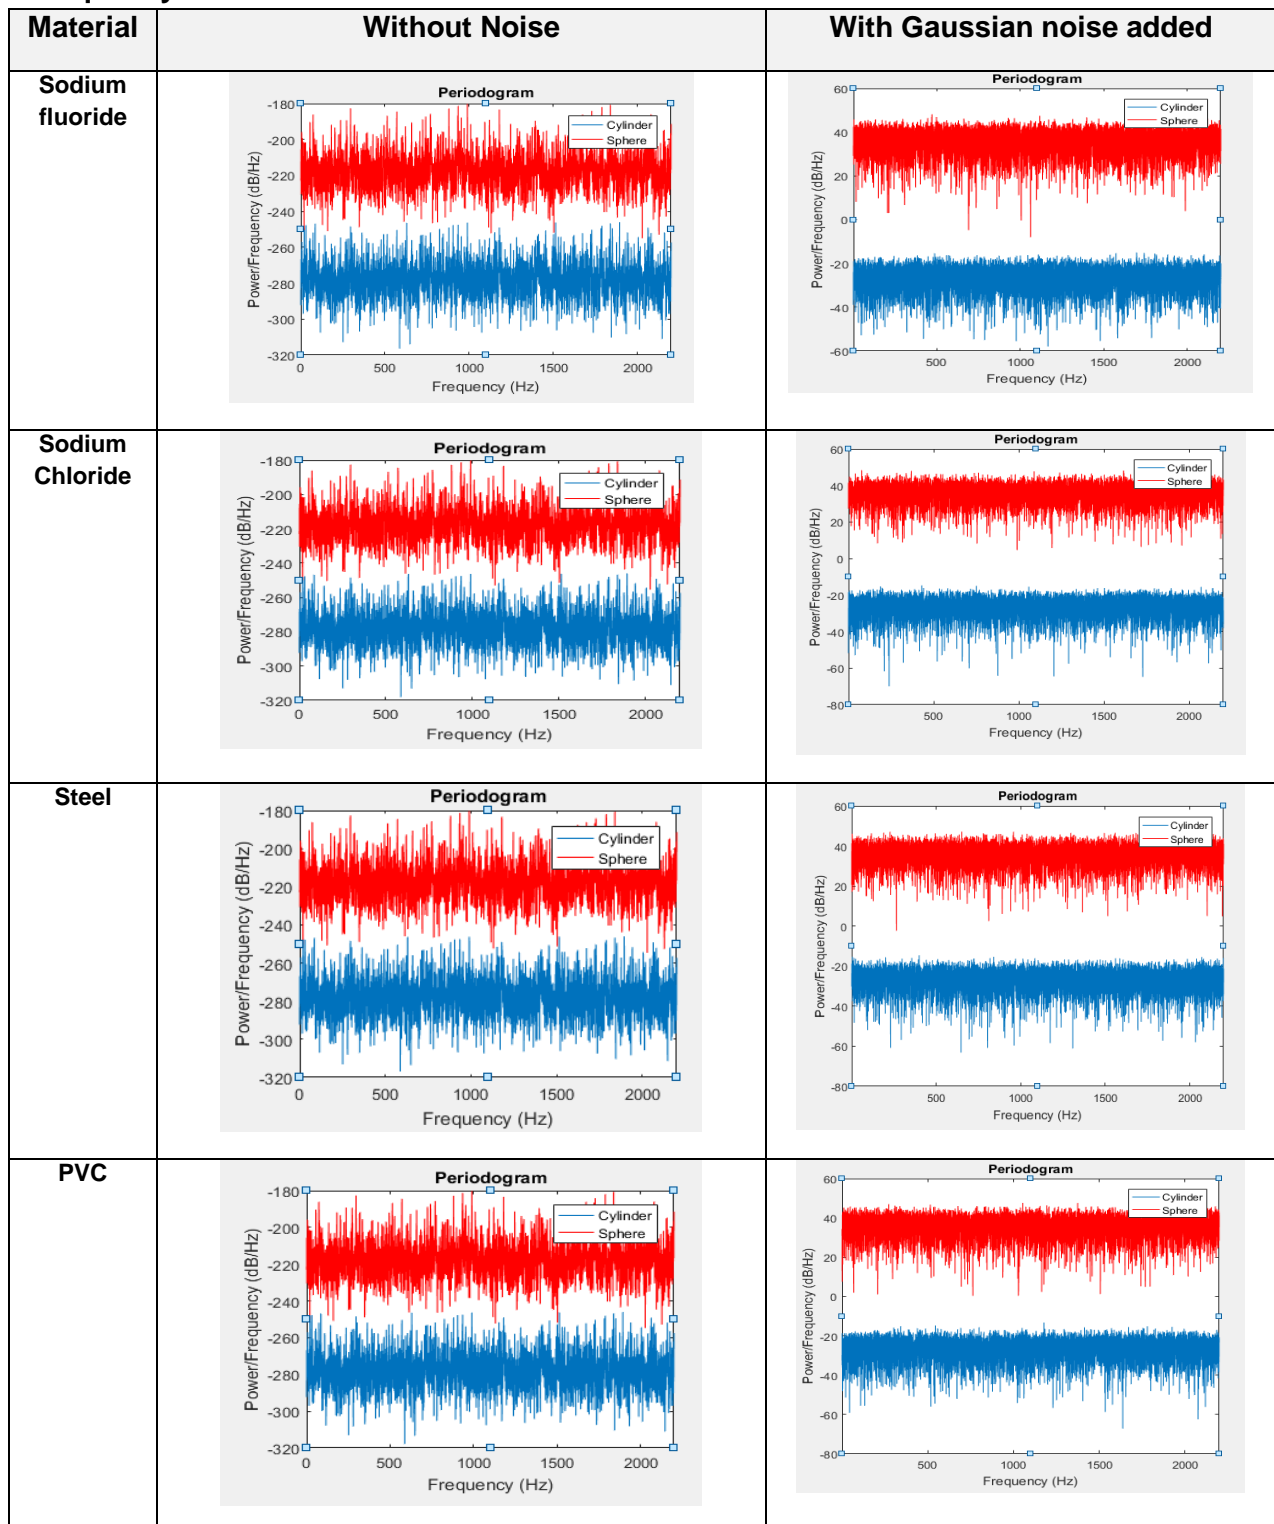 Material
Without Noise
With Gaussian noise added
Sodium
fluoride
Periodogram
Cylinder
Sphere
-180
-200
-220
-240
-260
-280
-300
-320
Power/Frequency (dB/Hz)
0 500 1000 1500 2000
Frequency (Hz)
Periodogram
Cylinder
Sphere
60
40
20
0
-20
-40
-60
Power/Frequency (dB/Hz)
500 1000 1500 2000
Frequency (Hz)
Sodium
Chloride
Periodogram
Cylinder
Sphere
-180
-200
-220
-240
-260
-280
-300
-320
Power/Frequency (dB/Hz)
0 500 1000 1500 2000
Frequency (Hz)
Periodogram
Cylinder
Sphere
60
40
20
0
-20
-40
-60
-80
Power/Frequency (dB/Hz)
500 1000 1500 2000
Frequency (Hz)
Steel
Periodogram
Cylinder
Sphere
-180
-200
-220
-240
-260
-280
-300
-320
Power/Frequency (dB/Hz)
0 500 1000 1500 2000
Frequency (Hz)
Periodogram
Cylinder
Sphere
60
40
20
0
-20
-40
-60
-80
Power/Frequency (dB/Hz)
500 1000 1500 2000
Frequency (Hz)
PVC
Periodogram
Cylinder
Sphere
-180
-200
-220
-240
-260
-280
-300
-320
Power/Frequency (dB/Hz)
0 500 1000 1500 2000
Frequency (Hz)
Periodogram
Cylinder
Sphere
60
40
20
0
-20
-40
-60
-80
Power/Frequency (dB/Hz)
500 1000 1500 2000
Frequency (Hz)